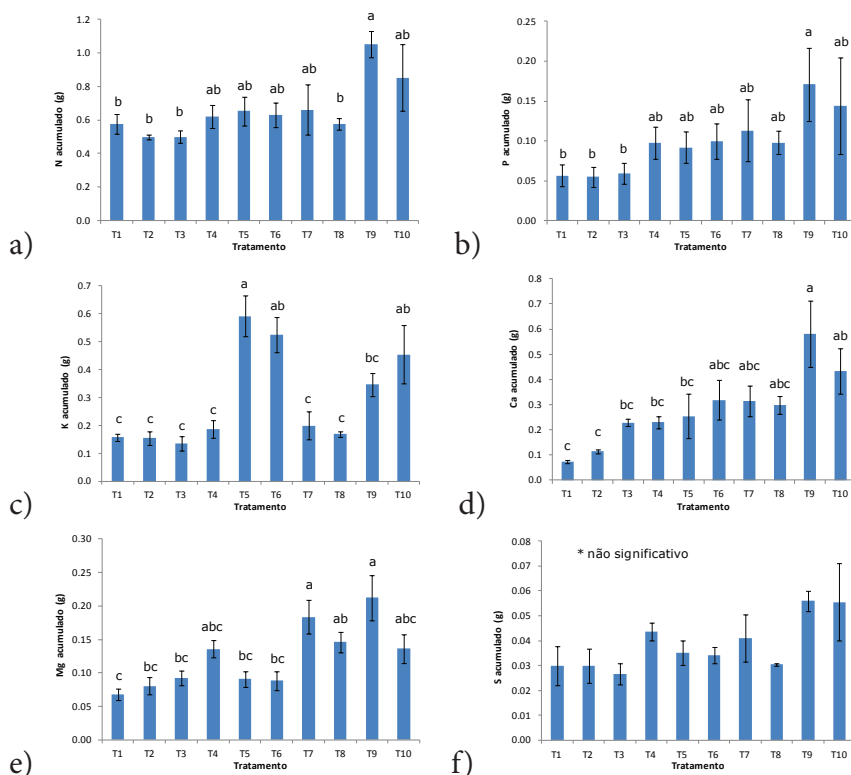 1.2
1.0
0.8
0.6
0.4
0.2
0.0
N acumulado (g)
b b b ab ab ab ab b a ab
T1 T2 T3 T4 T5 T6 T7 T8 T9 T10
Tratamento
a)
0.25
0.20
0.15
0.10
0.05
0.00
P acumulado (g)
b b b ab ab ab ab ab a ab
T1 T2 T3 T4 T5 T6 T7 T8 T9 T10
Tratamento
b)
0.7
0.6
0.5
0.4
0.3
0.2
0.1
0.0
K acumulado (g)
c c c c a ab c c bc ab
T1 T2 T3 T4 T5 T6 T7 T8 T9 T10
Tratamento
c)
0.8
0.7
0.6
0.5
0.4
0.3
0.2
0.1
0.0
Ca acumulado (g)
c c bc bc bc abc abc abc a ab
T1 T2 T3 T4 T5 T6 T7 T8 T9 T10
Tratamento
d)
0.30
0.25
0.20
0.15
0.10
0.05
0.00
Mg acumulado (g)
c bc bc abc bc bc a ab a abc
T1 T2 T3 T4 T5 T6 T7 T8 T9 T10
Tratamento
e)
0.08
0.07
0.06
0.05
0.04
0.03
0.02
0.01
0.00
S acumulado (g)
* não significativo
T1 T2 T3 T4 T5 T6 T7 T8 T9 T10
Tratamento
f)